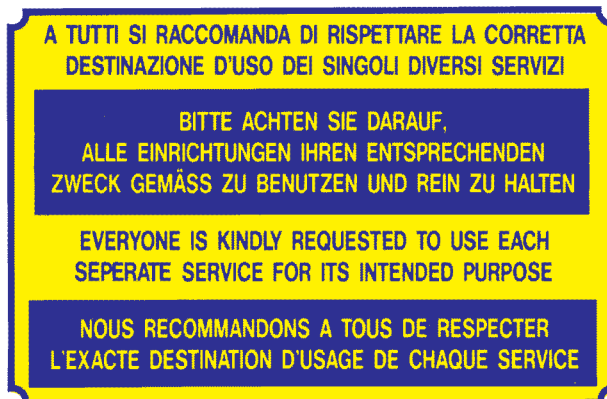 A TUTTI SI RACCOMANDA DI RISPETTARE LA CORRETTA
DESTINAZIONE D'USO DEI SINGOLI DIVERSI SERVIZI
BITTE ACHTEN SIE DARAUF,
ALLE EINRICHTUNGEN IHREN ENTSPRECHENDEN
ZWECK GEMÄSS ZU BENUTZEN UND REIN ZU HALTEN
EVERYONE IS KINDLY REQUESTED TO USE EACH
SEPERATE SERVICE FOR ITS INTENDED PURPOSE
NOUS RECOMMANDONS A TOUS DE RESPECTER
L'EXACTE DESTINATION D'USAGE DE CHAQUE SERVICE